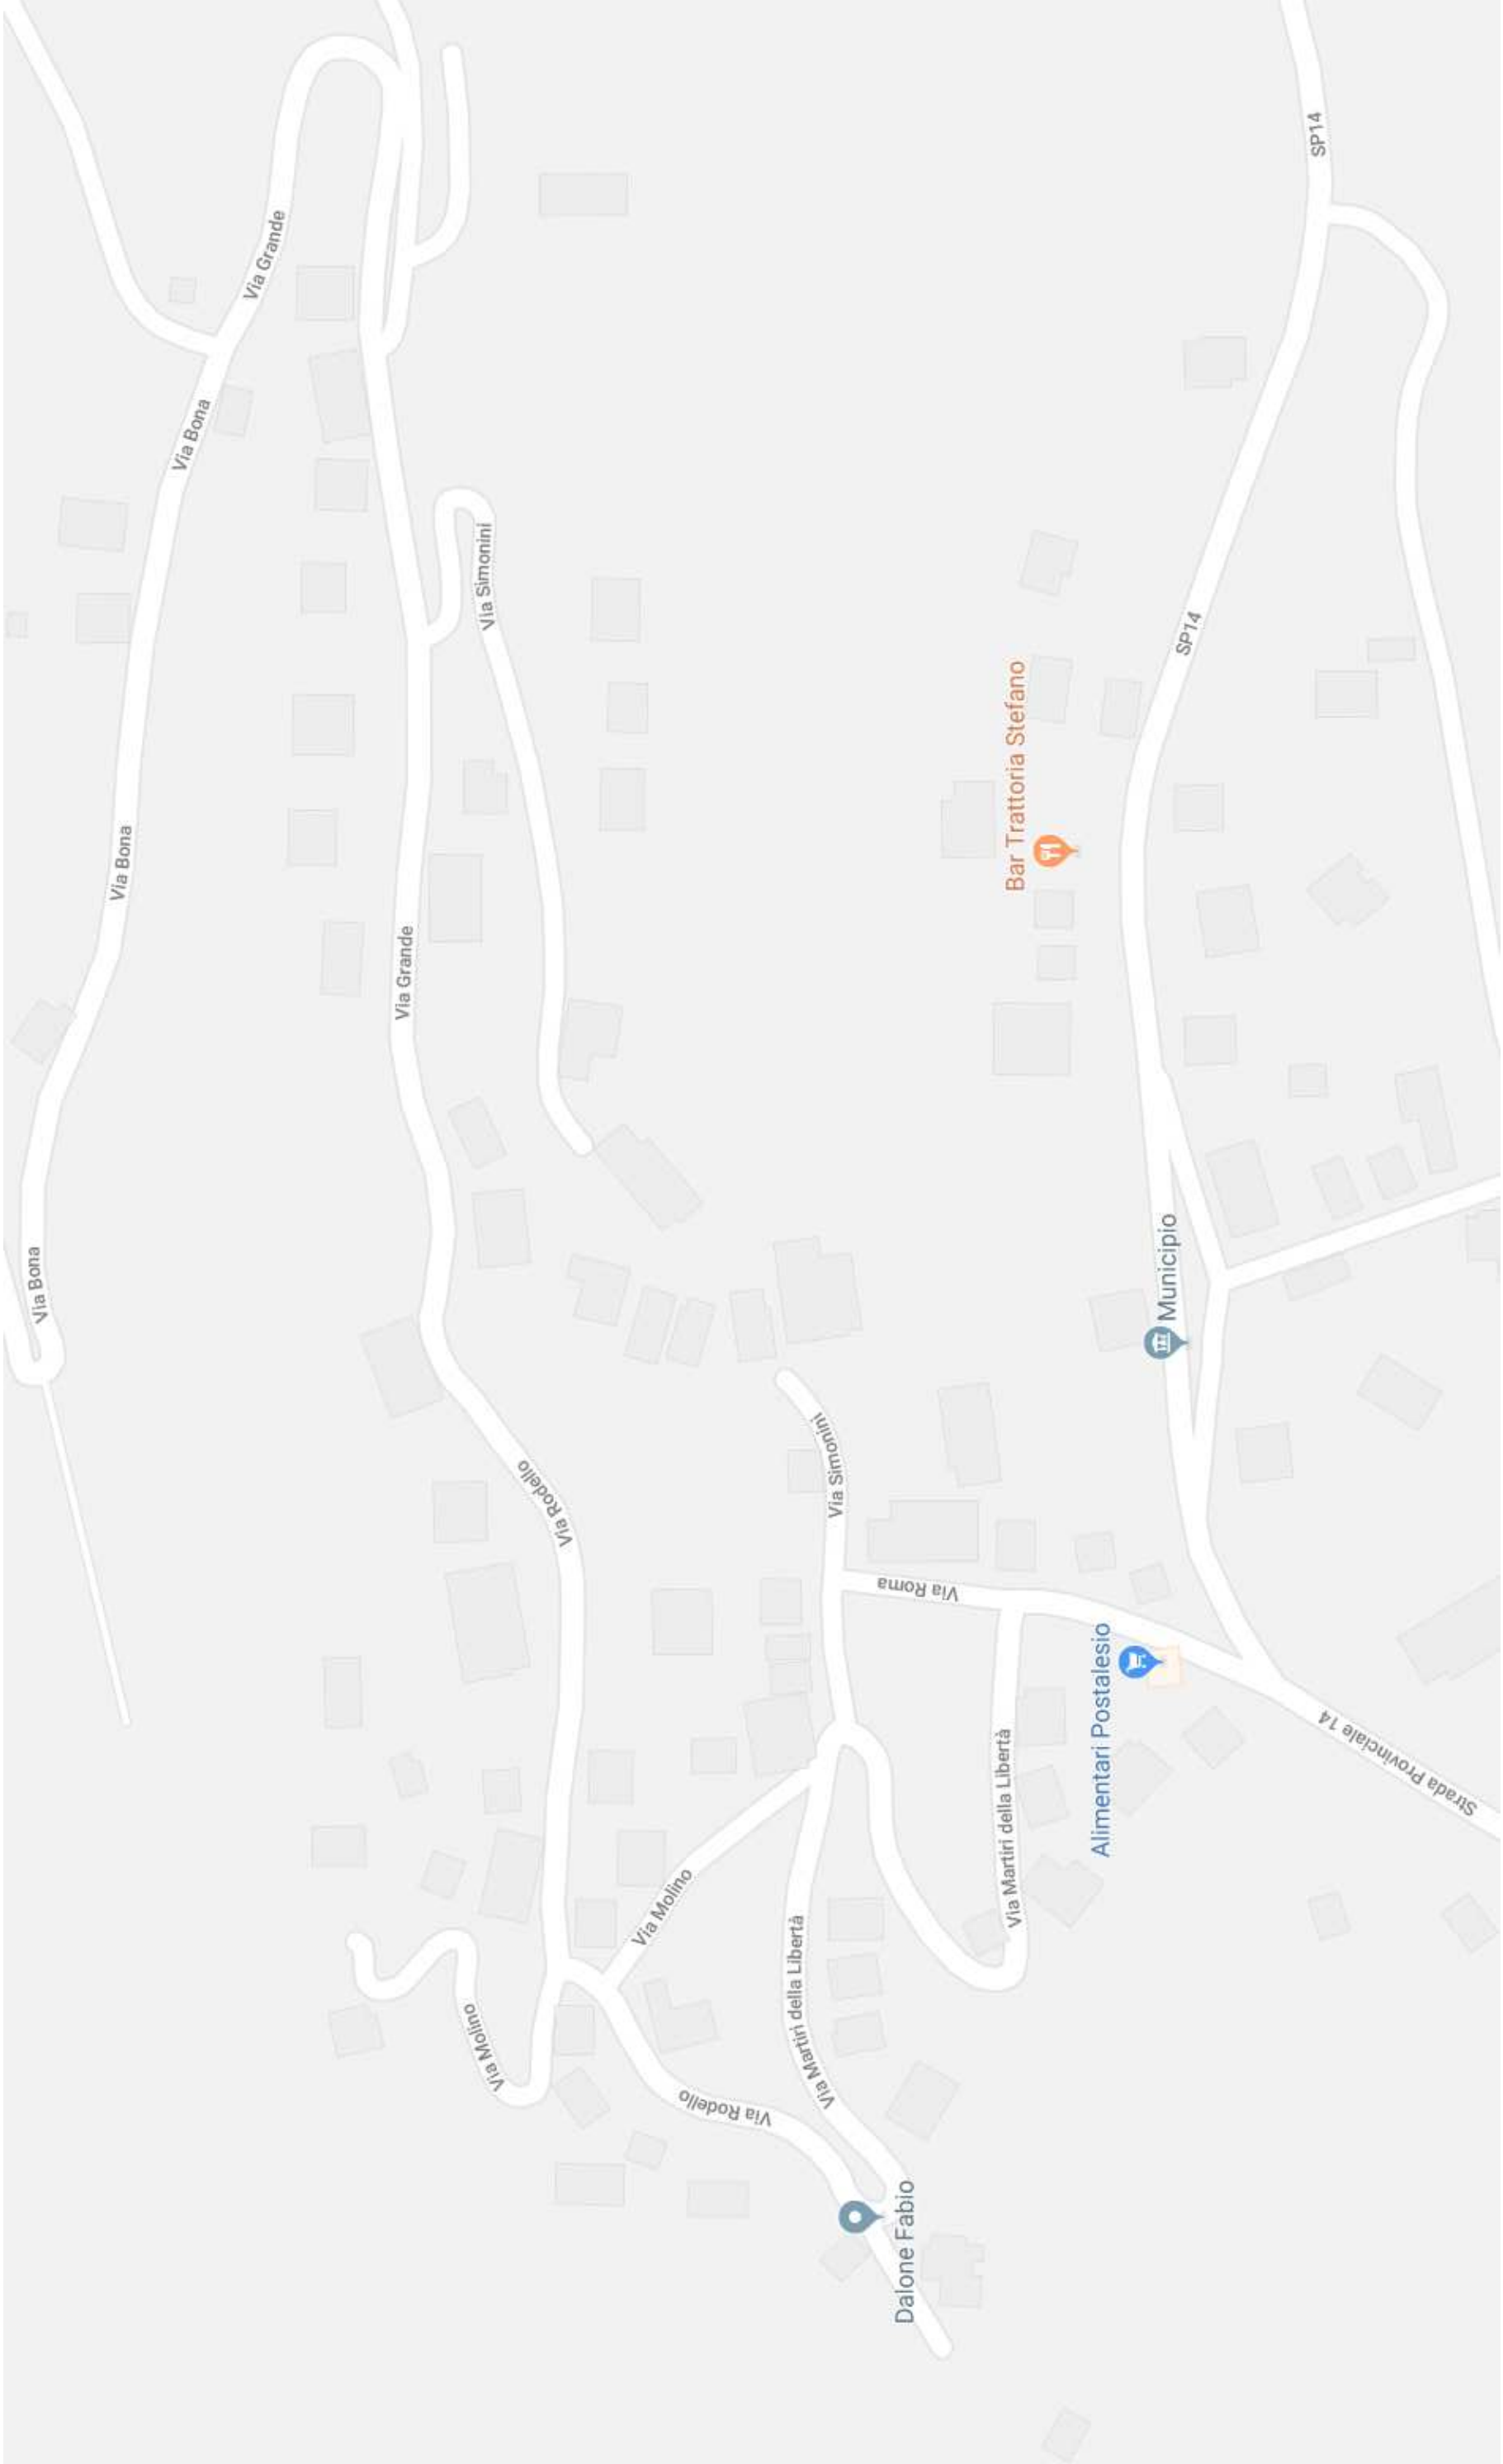 Via Bona
Via Bona
Via Bona
Via Grande
Via Grande
Via Molino
Via Simonini
Via Rodello
Via Molino
Via Rodello
Via Martiri della Libertà
Via Simonini
Dalone Fabio
Via Roma
Via Martiri della Libertà
Bar Trattoria Stefano
Alimentari Postalesio
Municipio
SP14
SP14
Strada Provinciale 14